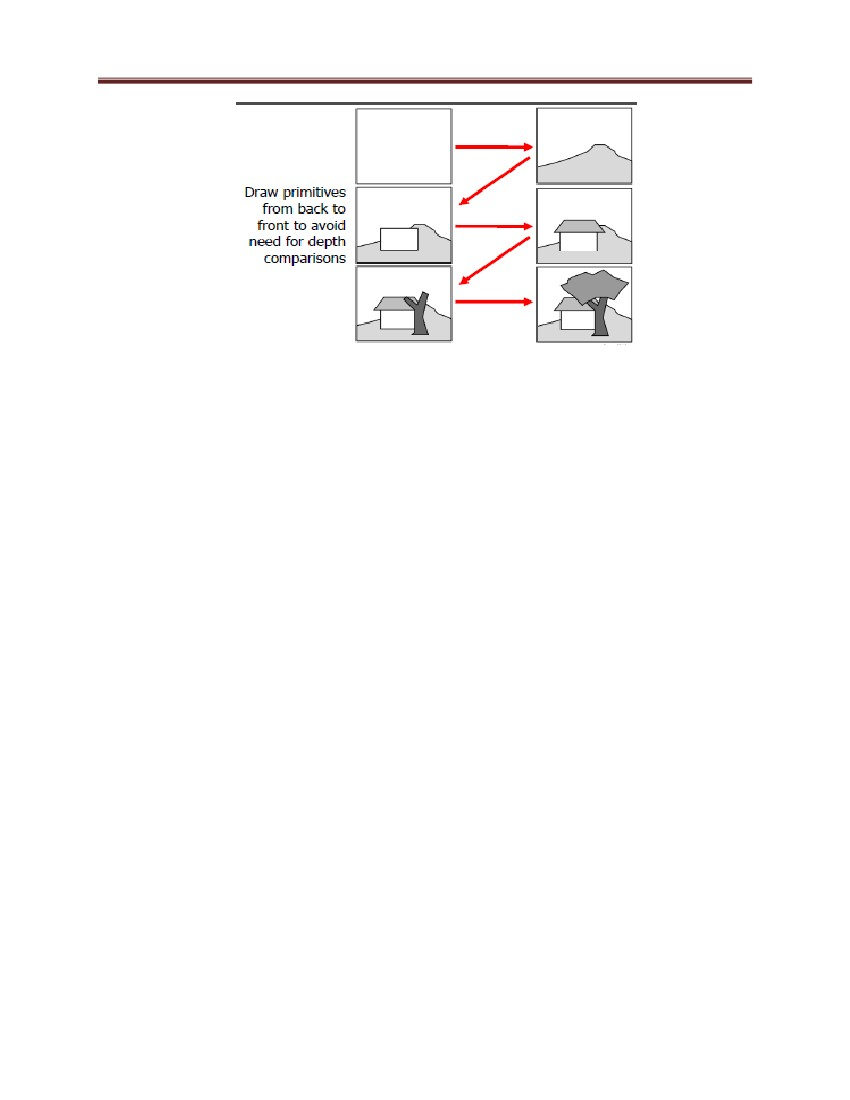 Draw primitives
from back to
front to avoid
need for depth
comparisons